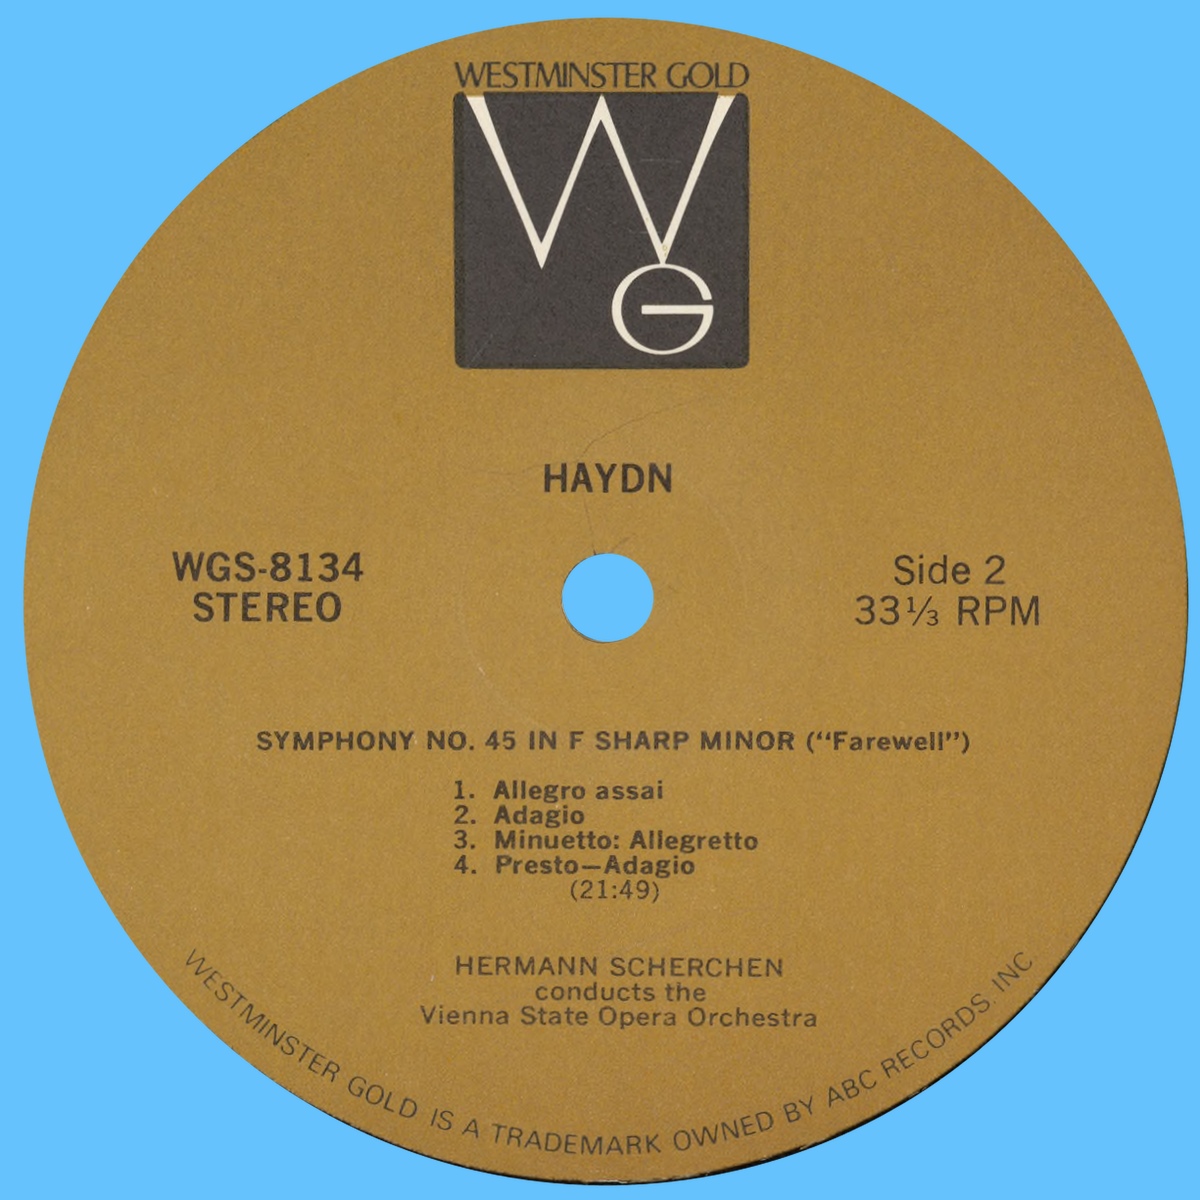 WESTMINSTER GOLD
WG
HAYDN
WGS-8134
STEREO
Side 2
33⅓ RPM
SYMPHONY NO. 45 IN F SHARP MINOR (“Farewell”)
1. Allegro assai
2. Adagio
3. Minuetto: Allegretto
4. Presto—Adagio
(21:49)
HERMANN SCHERCHEN
conducts the
Vienna State Opera Orchestra
WESTMINSTER GOLD IS A TRADEMARK OWNED BY ABC RECORDS. INC